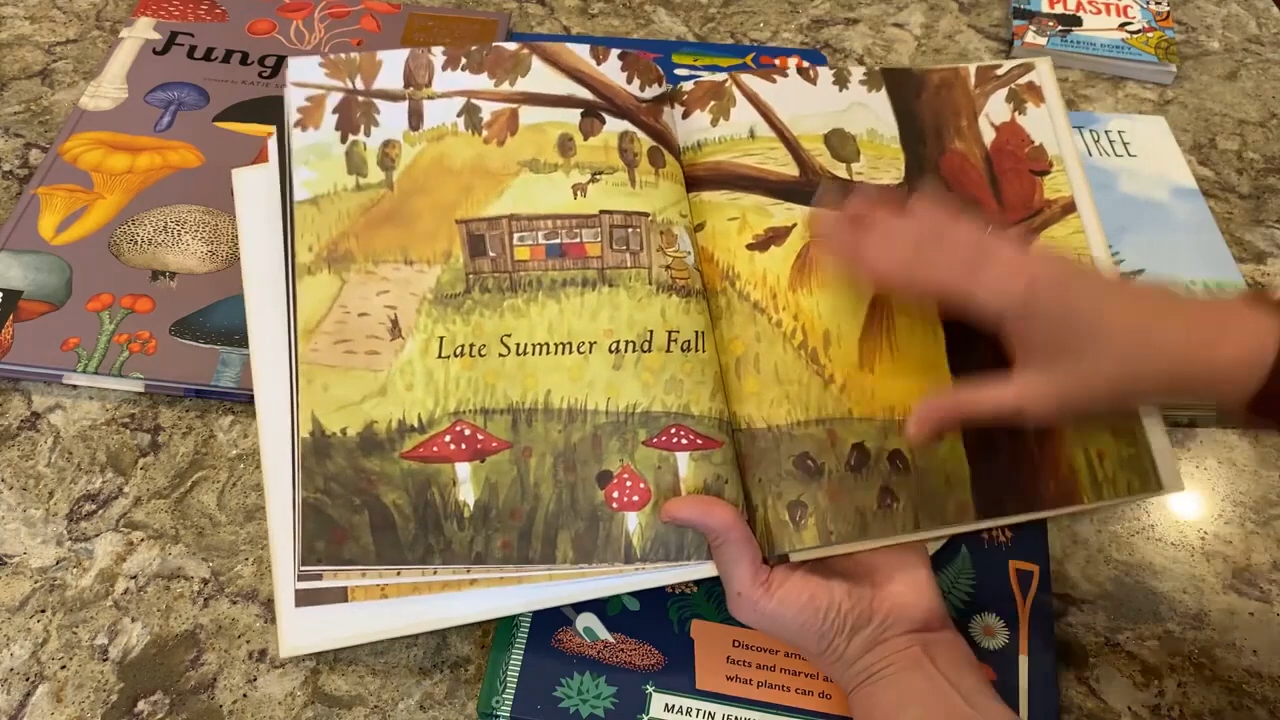 PLASTIC
MARTIN DOREY
Fung
KATIE
TREE
Late Summer and Fall
Discover ama
facts and marvel a
what plants can do
MARTIN JENK